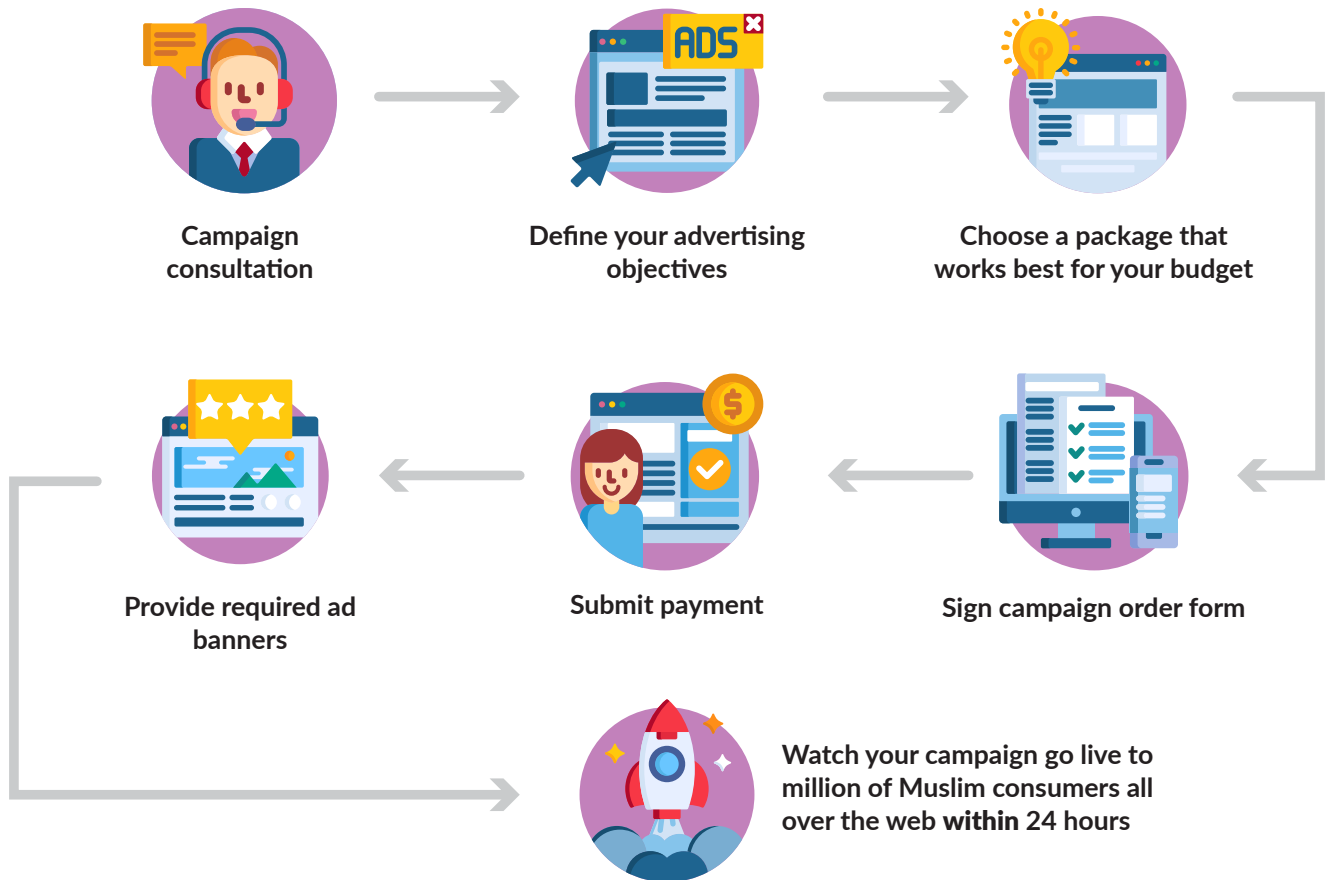 ADS
Campaign
consultation
Define your advertising
objectives
Choose a package that
works best for your budget
$
Sign campaign order form
Submit payment
Provide required ad
banners
Watch your campaign go live to
million of Muslim consumers all
over the web within 24 hours